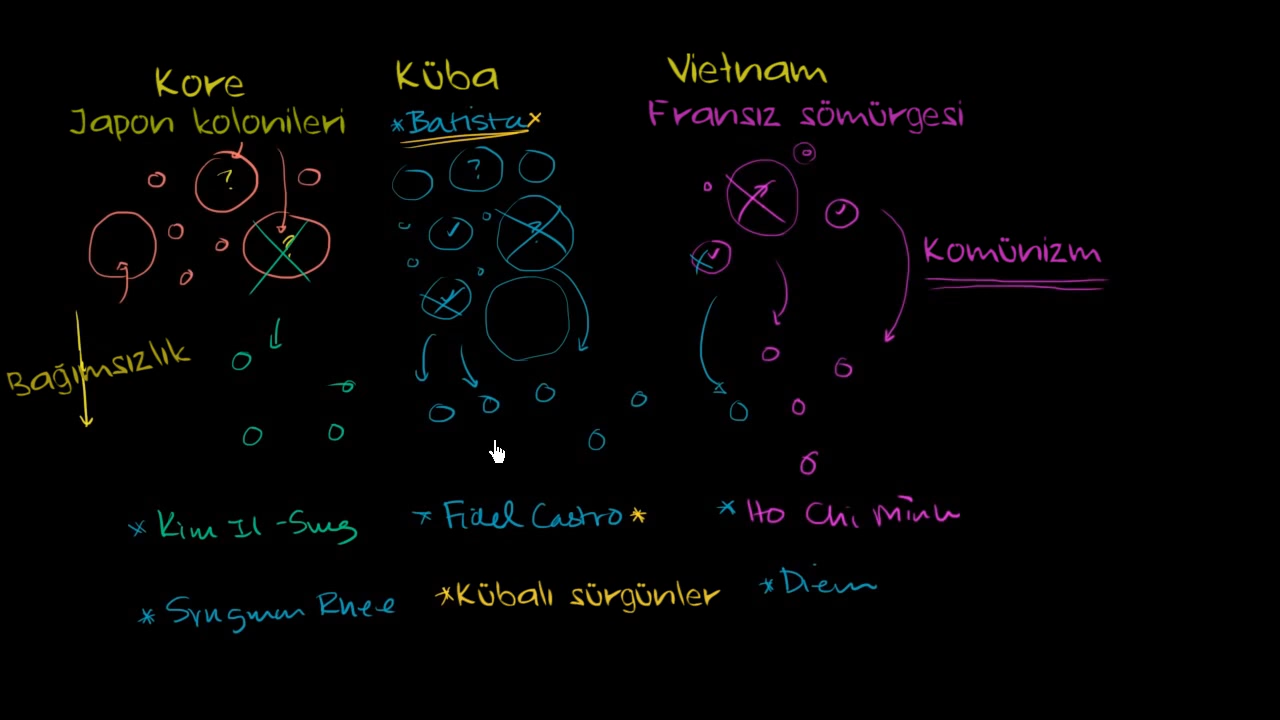 Kore
Japon kolonileri
Küba
*Batista*
Vietnam
Fransız sömürgesi
Komünizm
Bağımsızlık
* Kim Il-Sung
* Fidel Castro *
* Ho Chi Minh
* Syngman Rhee
*Kübalı sürgünler
*Diem